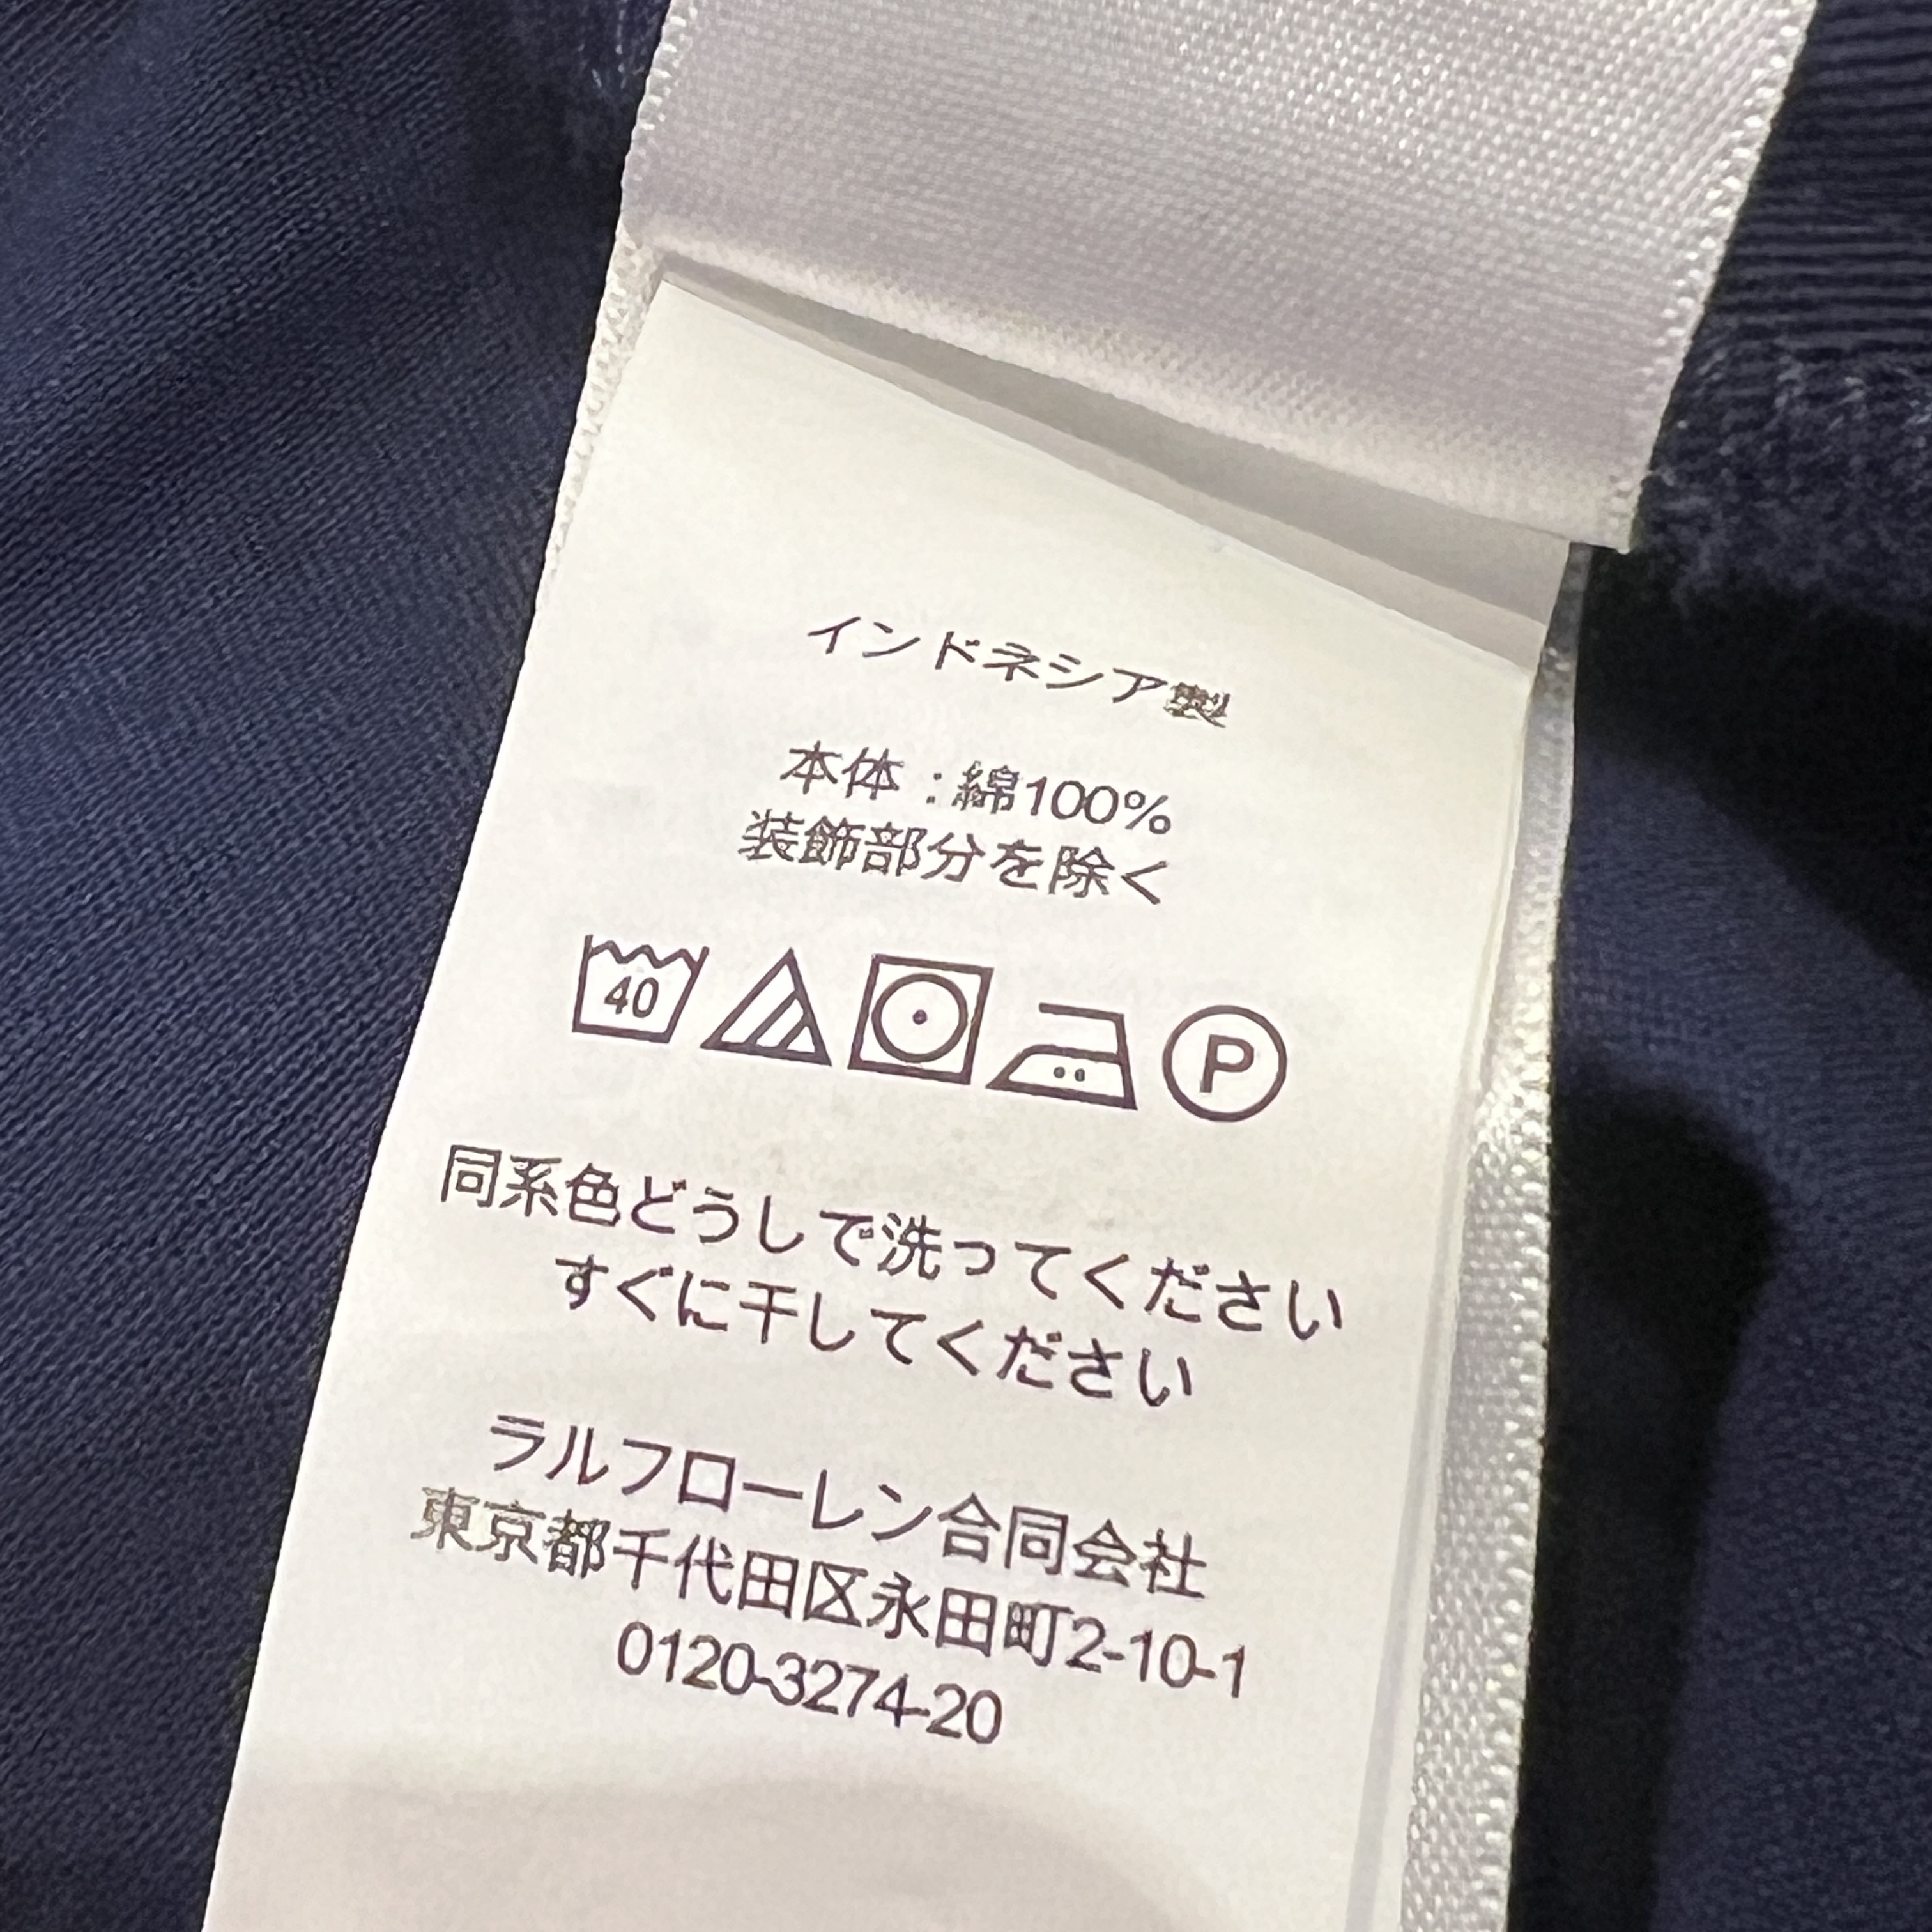 インドネシア製
本体：綿100%
装飾部分を除く
40
P
同系色どうしで洗ってください
すぐに干してください
ラルフローレン合同会社
東京都千代田区永田町2-10-1
0120-3274-20